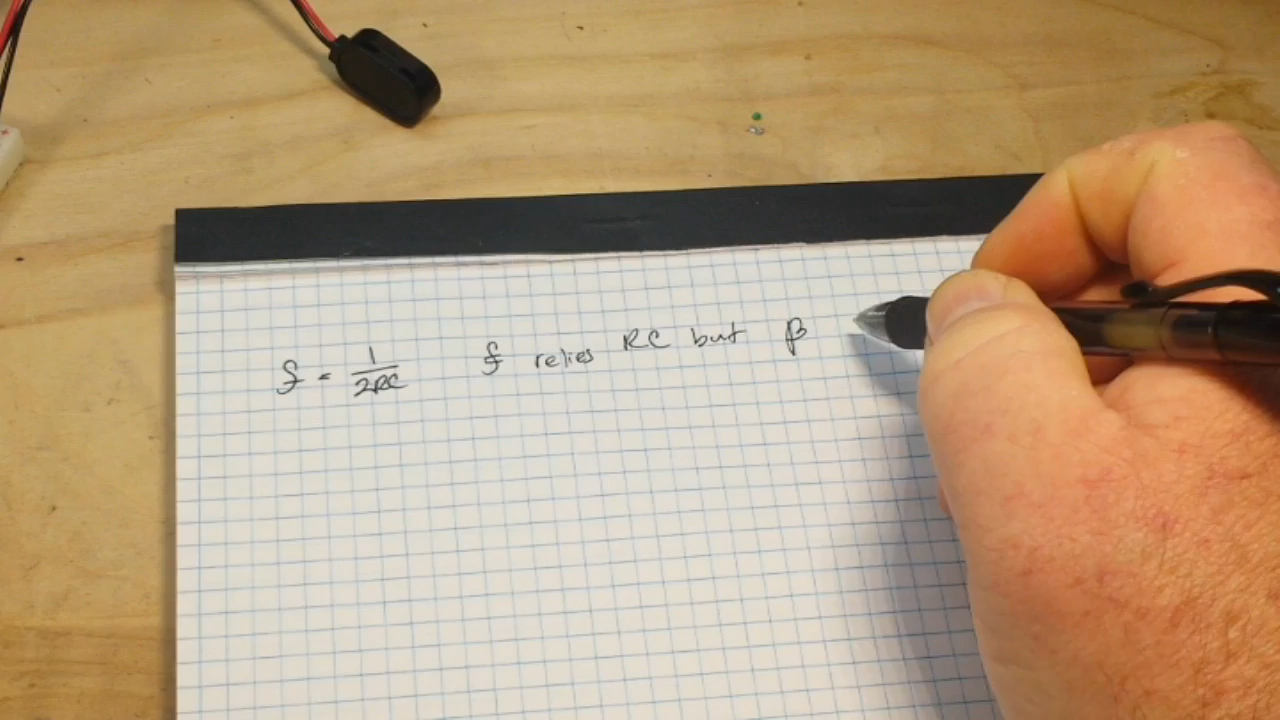 f = 1/2RC f relies RC but β